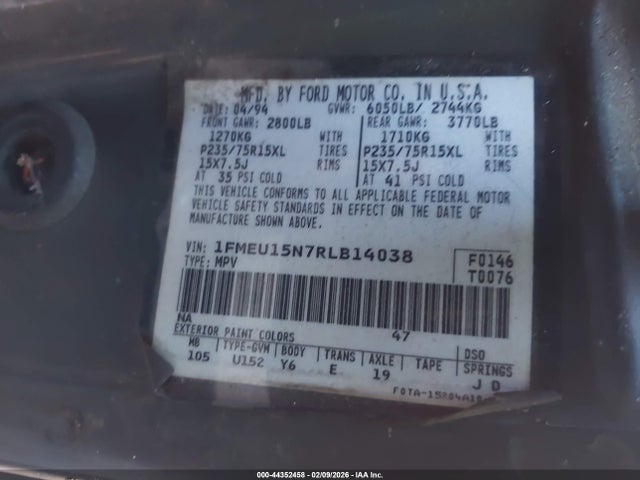 MFD. BY FORD MOTOR CO. IN U.S.A.
DATE: 04/94 GVWR: 6050LB/ 2744KG
FRONT GAWR: 2800LB REAR GAWR: 3770LB
1270KG WITH 1710KG WITH
P235/75R15XL TIRES P235/75R15XL TIRES
15X7.5J RIMS 15X7.5J RIMS
AT 35 PSI COLD AT 41 PSI COLD
THIS VEHICLE CONFORMS TO ALL APPLICABLE FEDERAL MOTOR
VEHICLE SAFETY STANDARDS IN EFFECT ON THE DATE OF
MANUFACTURE SHOWN ABOVE.
VIN: 1FMEU15N7RLB14038 F0146
TYPE: MPV T0076
NA 47
EXTERIOR PAINT COLORS DSO
MB TYPE-GVW BODY TRANS AXLE TAPE SPRINGS
105 U152 Y6 E 19 J D
F0TA-15R04A18
000-44352458 - 02/09/2026 - IAA Inc.